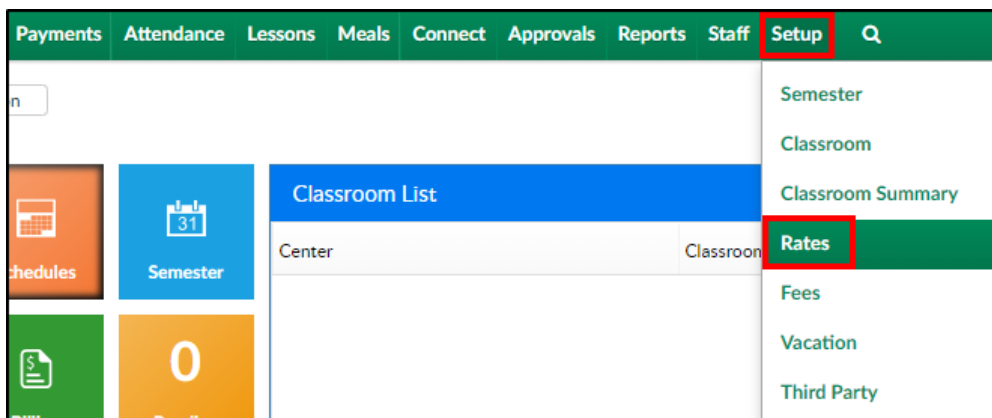 Payments Attendance Lessons Meals Connect Approvals Reports Staff Setup
n
Semester
Classroom
Classroom Summary
Rates
Fees
Vacation
Third Party
Classroom List
Center Classroon
31
chedules Semester
$
0